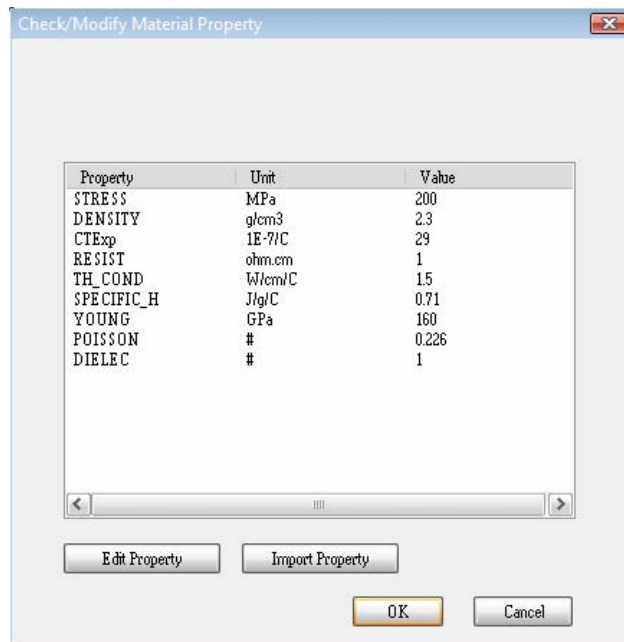 Check/Modify Material Property
Property Unit Value
STRESS MPa 200
DENSITY g/cm3 2.3
CTExp 1E-7/C 29
RESIST ohm.cm 1
TH_COND W/cm/C 1.5
SPECIFIC_H J/g/C 0.71
YOUNG GPa 160
POISSON # 0.226
DIELEC # 1
Edit Property Import Property
OK Cancel